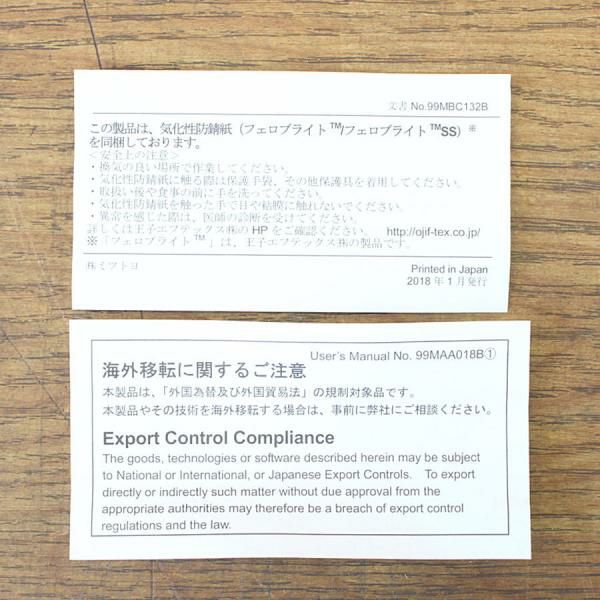 文書 No.99MBC132B
この製品は、気化性防錆紙（フェロブライト™/フェロブライト™SS）※
を同梱しております。
＜安全上の注意＞
・換気の良い場所で作業してください。
・気化性防錆紙に触る際は保護手袋、その他保護具を着用してください。
・取扱い後や食事の前に手を洗ってください。
・気化性防錆紙を触った手で目や粘膜に触れないでください。
・異常を感じた際は、医師の診断を受けてください。
詳しくは王子エフテックス㈱の HP をご確認ください。 http://ojif-tex.co.jp/
※「フェロブライト™」は、王子エフテックス㈱の製品です。
㈱ミツトヨ
Printed in Japan
2018 年 1 月発行
User's Manual No. 99MAA018B①
海外移転に関するご注意
本製品は、「外国為替及び外国貿易法」の規制対象品です。
本製品やその技術を海外移転する場合は、事前に弊社にご相談ください。
Export Control Compliance
The goods, technologies or software described herein may be subject
to National or International, or Japanese Export Controls. To export
directly or indirectly such matter without due approval from the
appropriate authorities may therefore be a breach of export control
regulations and the law.